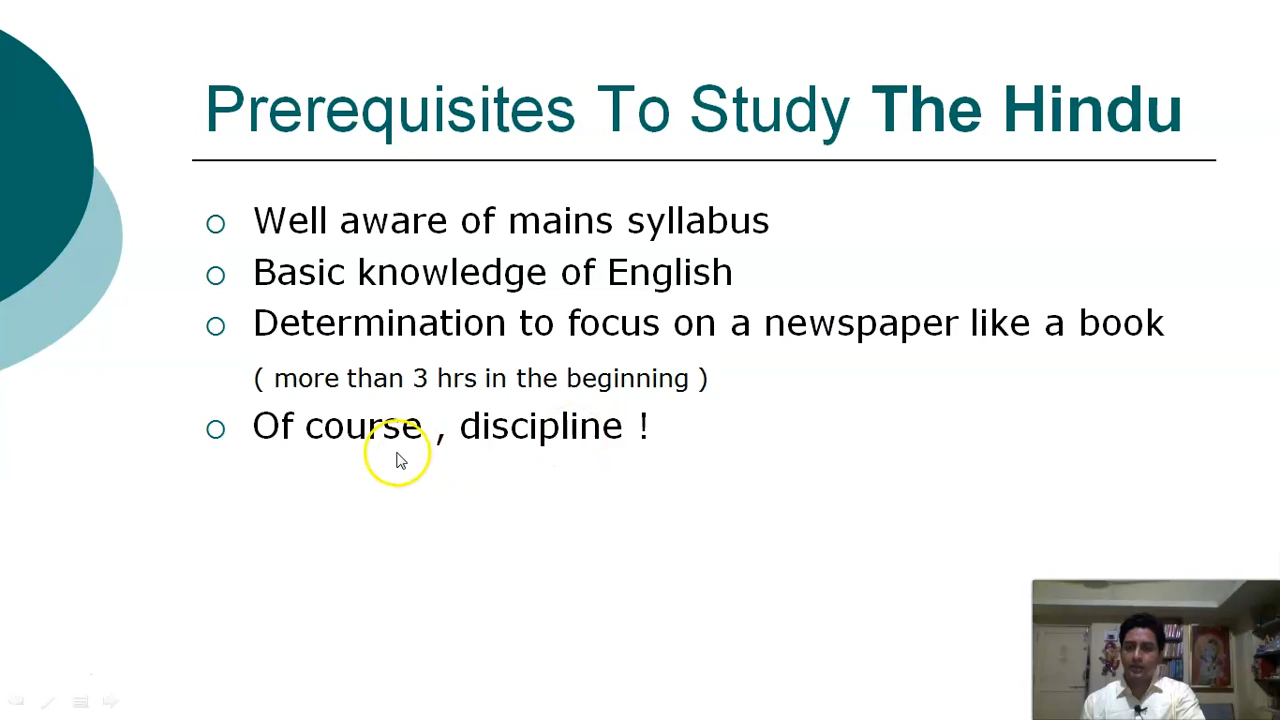 Prerequisites To Study The Hindu
Well aware of mains syllabus
Basic knowledge of English
Determination to focus on a newspaper like a book
( more than 3 hrs in the beginning )
Of course , discipline !